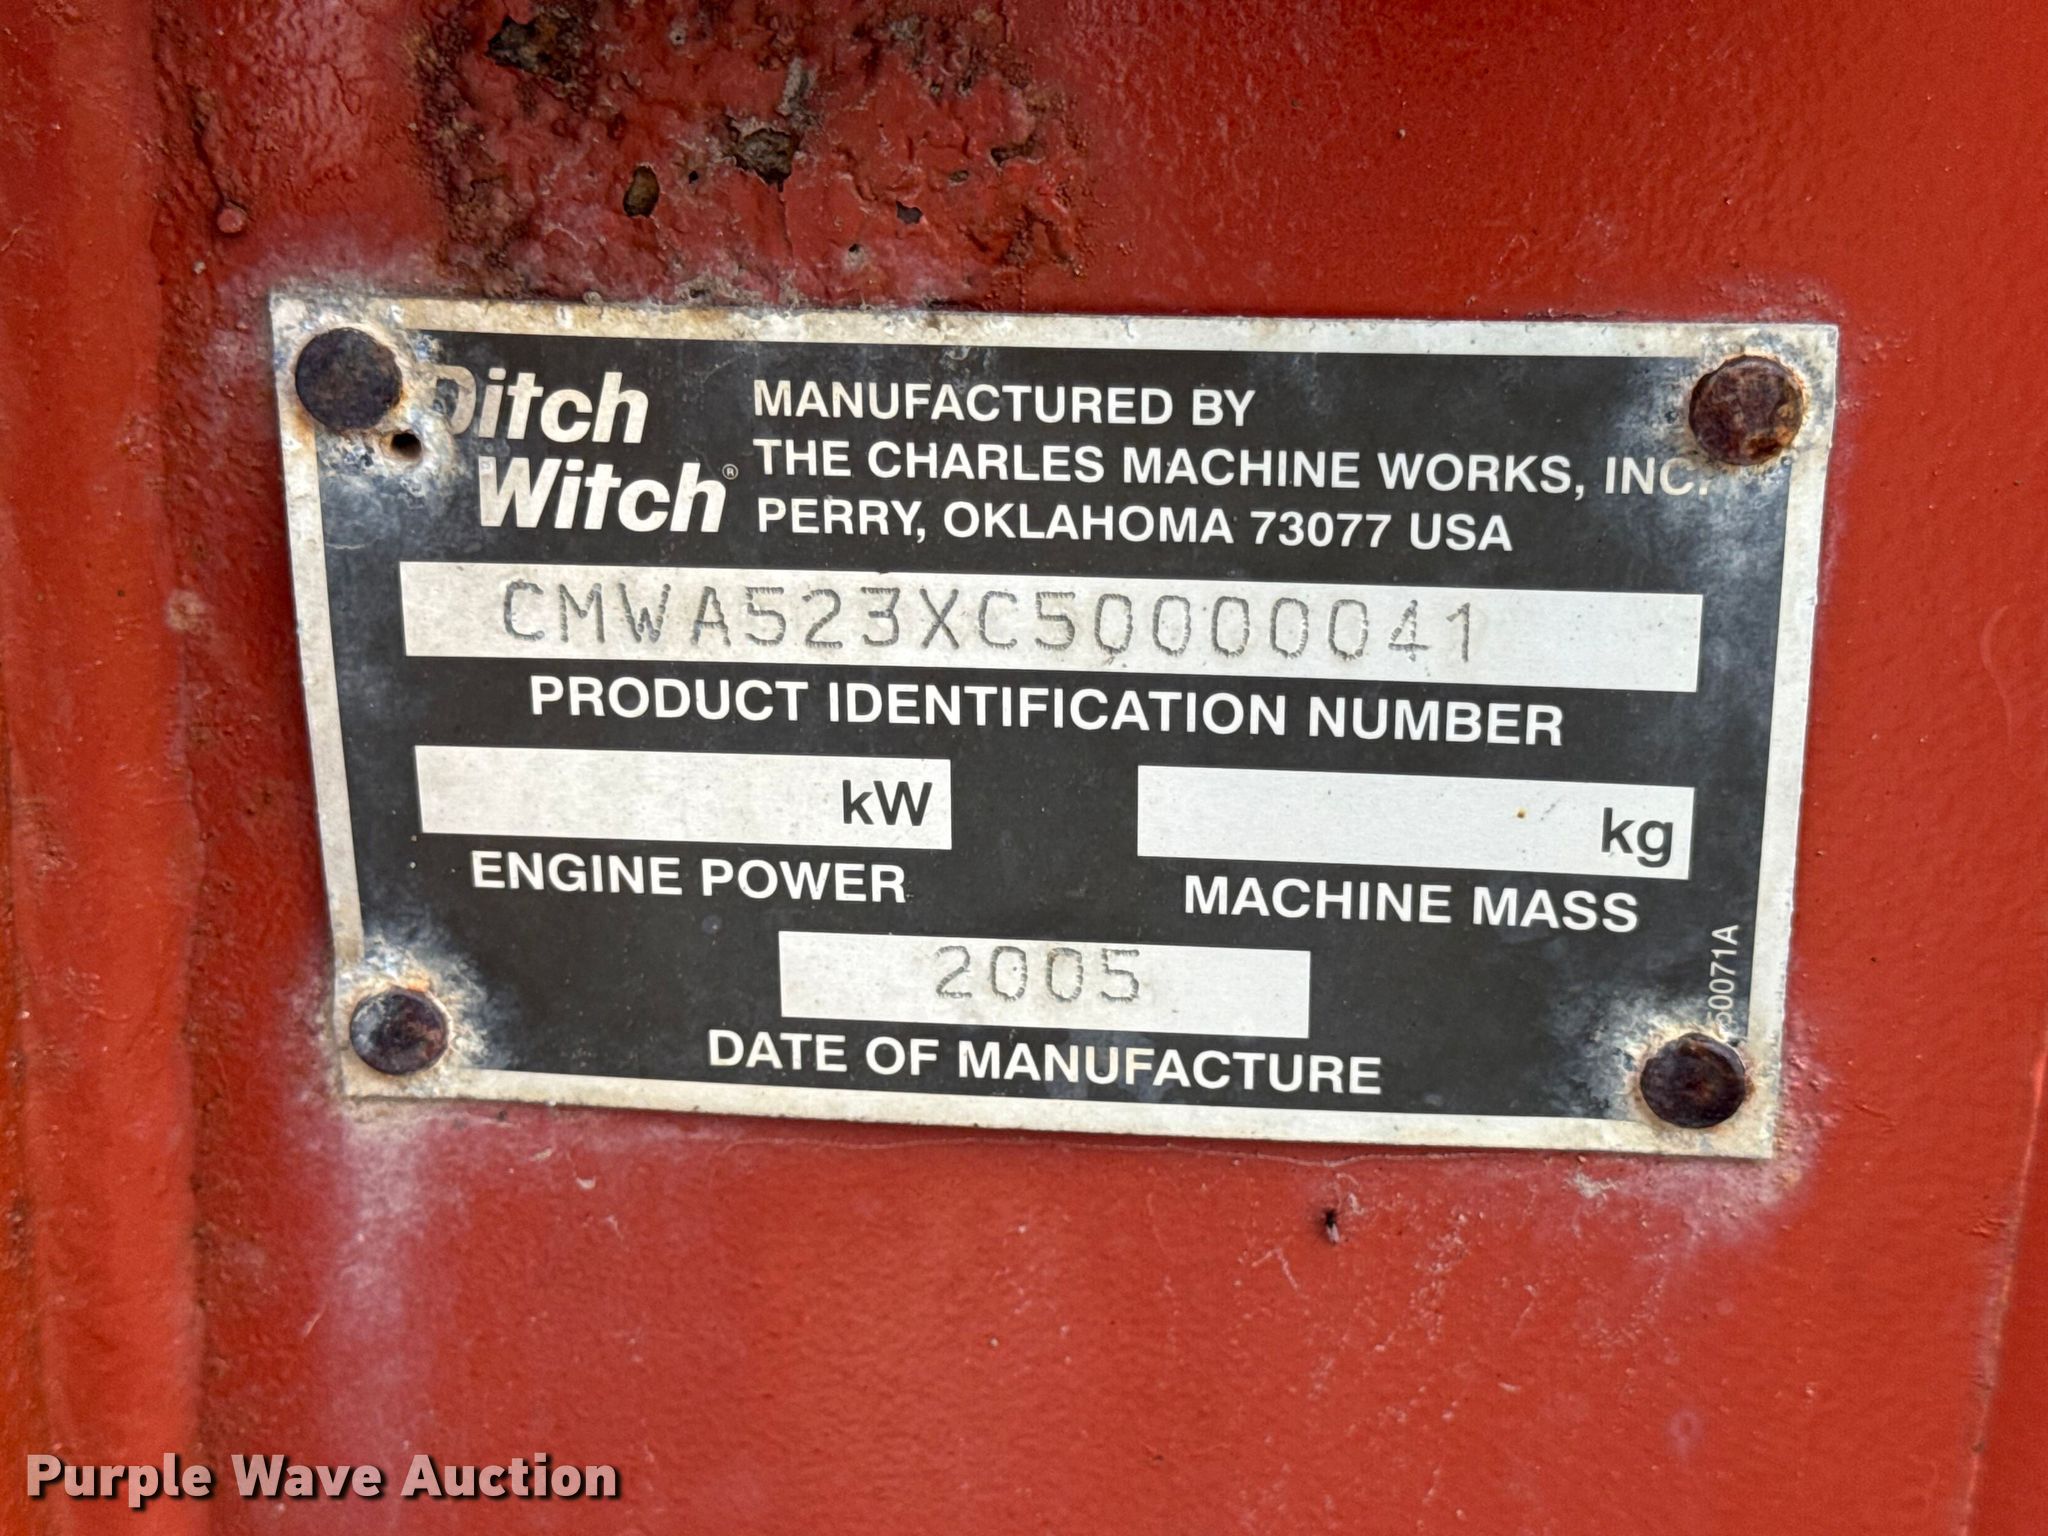 Ditch
Witch®
MANUFACTURED BY
THE CHARLES MACHINE WORKS, INC.
PERRY, OKLAHOMA 73077 USA
CMWA523XC50000041
PRODUCT IDENTIFICATION NUMBER
kW
ENGINE POWER
kg
MACHINE MASS
2005
DATE OF MANUFACTURE
500071A
Purple Wave Auction